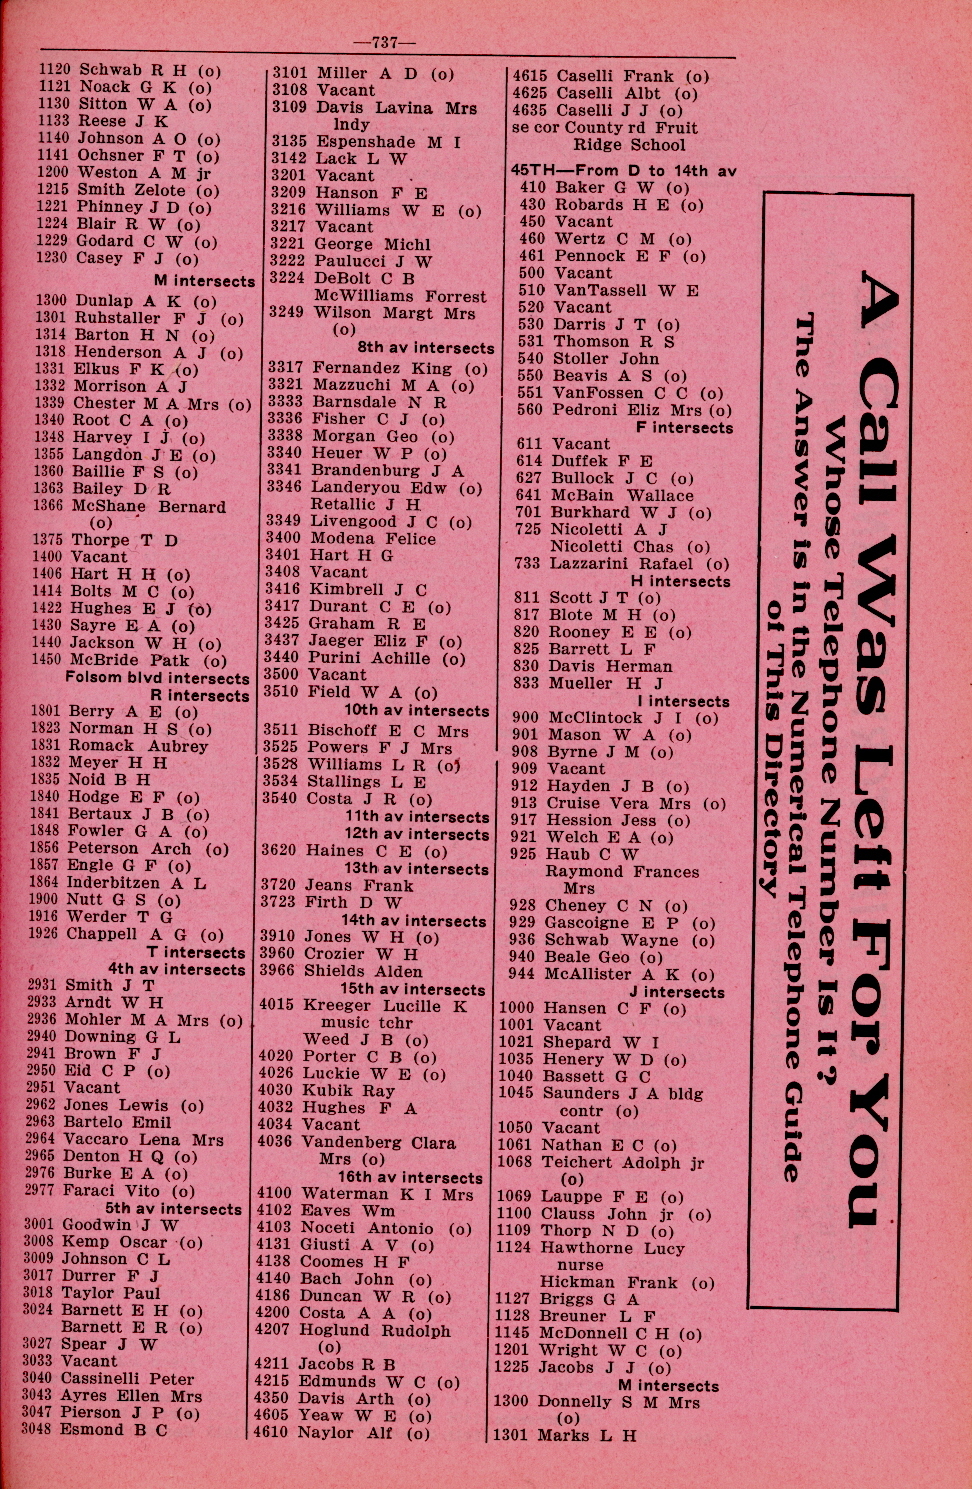 —737—
1120 Schwab R H (o)
1121 Noack G K (o)
1130 Sitton W A (o)
1133 Reese J K
1140 Johnson A O (o)
1141 Ochsner F T (o)
1200 Weston A M jr
1215 Smith Zelote (o)
1221 Phinney J D (o)
1224 Blair R W (o)
1229 Godard C W (o)
1230 Casey F J (o)
M intersects
1300 Dunlap A K (o)
1301 Ruhstaller F J (o)
1314 Barton H N (o)
1318 Henderson A J (o)
1331 Elkus F K (o)
1332 Morrison A J
1339 Chester M A Mrs (o)
1340 Root C A (o)
1348 Harvey I J (o)
1355 Langdon J E (o)
1360 Baillie F S (o)
1363 Bailey D R
1366 McShane Bernard
(o)
1375 Thorpe T D
1400 Vacant
1406 Hart H H (o)
1414 Bolts M C (o)
1422 Hughes E J (o)
1430 Sayre E A (o)
1440 Jackson W H (o)
1450 McBride Patk (o)
Folsom blvd intersects
R intersects
1801 Berry A E (o)
1823 Norman H S (o)
1831 Romack Aubrey
1832 Meyer H H
1835 Noid B H
1840 Hodge E F (o)
1841 Bertaux J B (o)
1848 Fowler G A (o)
1856 Peterson Arch (o)
1857 Engle G F (o)
1864 Inderbitzen A L
1900 Nutt G S (o)
1916 Werder T G
1926 Chappell A G (o)
T intersects
4th av intersects
2931 Smith J T
2933 Arndt W H
2936 Mohler M A Mrs (o)
2940 Downing G L
2941 Brown F J
2950 Eid C P (o)
2951 Vacant
2962 Jones Lewis (o)
2963 Bartelo Emil
2964 Vaccaro Lena Mrs
2965 Denton H Q (o)
2976 Burke E A (o)
2977 Faraci Vito (o)
5th av intersects
3001 Goodwin J W
3008 Kemp Oscar (o)
3009 Johnson C L
3017 Durrer F J
3018 Taylor Paul
3024 Barnett E H (o)
Barnett E R (o)
3027 Spear J W
3033 Vacant
3040 Cassinelli Peter
3043 Ayres Ellen Mrs
3047 Pierson J P (o)
3048 Esmond B C
3101 Miller A D (o)
3108 Vacant
3109 Davis Lavina Mrs
Indy
3135 Espenshade M I
3142 Lack L W
3201 Vacant
3209 Hanson F E
3216 Williams W E (o)
3217 Vacant
3221 George Michl
3222 Paulucci J W
3224 DeBolt C B
McWilliams Forrest
3249 Wilson Margt Mrs
(o)
8th av intersects
3317 Fernandez King (o)
3321 Mazzuchi M A (o)
3333 Barnsdale N R
3336 Fisher C J (o)
3338 Morgan Geo (o)
3340 Heuer W P (o)
3341 Brandenburg J A
3346 Landeryou Edw (o)
Retallic J H
3349 Livengood J C (o)
3400 Modena Felice
3401 Hart H G
3408 Vacant
3416 Kimbrell J C
3417 Durant C E (o)
3425 Graham R E
3437 Jaeger Eliz F (o)
3440 Purini Achille (o)
3500 Vacant
3510 Field W A (o)
10th av intersects
3511 Bischoff E C Mrs
3525 Powers F J Mrs
3528 Williams L R (o)
3534 Stallings L E
3540 Costa J R (o)
11th av intersects
12th av intersects
3620 Haines C E (o)
13th av intersects
3720 Jeans Frank
3723 Firth D W
14th av intersects
3910 Jones W H (o)
3960 Crozier W H
3966 Shields Alden
15th av intersects
4015 Kreeger Lucille K
music tchr
Weed J B (o)
4020 Porter C B (o)
4026 Luckie W E (o)
4030 Kubik Ray
4032 Hughes F A
4034 Vacant
4036 Vandenberg Clara
Mrs (o)
16th av intersects
4100 Waterman K I Mrs
4102 Eaves Wm
4103 Noceti Antonio (o)
4131 Giusti A V (o)
4138 Coomes H F
4140 Bach John (o)
4186 Duncan W R (o)
4200 Costa A A (o)
4207 Hoglund Rudolph
(o)
4211 Jacobs R B
4215 Edmunds W C (o)
4350 Davis Arth (o)
4605 Yeaw W E (o)
4610 Naylor Alf (o)
4615 Caselli Frank (o)
4625 Caselli Albt (o)
4635 Caselli J J (o)
se cor County rd Fruit
Ridge School
45TH—From D to 14th av
410 Baker G W (o)
430 Robards H E (o)
450 Vacant
460 Wertz C M (o)
461 Pennock E F (o)
500 Vacant
510 VanTassell W E
520 Vacant
530 Darris J T (o)
531 Thomson R S
540 Stoller John
550 Beavis A S (o)
551 VanFossen C C (o)
560 Pedroni Eliz Mrs (o)
F intersects
611 Vacant
614 Duffek F E
627 Bullock J C (o)
641 McBain Wallace
701 Burkhard W J (o)
725 Nicoletti A J
Nicoletti Chas (o)
733 Lazzarini Rafael (o)
H intersects
811 Scott J T (o)
817 Blote M H (o)
820 Rooney E E (o)
825 Barrett L F
830 Davis Herman
833 Mueller H J
I intersects
900 McClintock J I (o)
901 Mason W A (o)
908 Byrne J M (o)
909 Vacant
912 Hayden J B (o)
913 Cruise Vera Mrs (o)
917 Hession Jess (o)
921 Welch E A (o)
925 Haub C W
Raymond Frances
Mrs
928 Cheney C N (o)
929 Gascoigne E P (o)
936 Schwab Wayne (o)
940 Beale Geo (o)
944 McAllister A K (o)
J intersects
1000 Hansen C F (o)
1001 Vacant
1021 Shepard W I
1035 Henery W D (o)
1040 Bassett G C
1045 Saunders J A bldg
contr (o)
1050 Vacant
1061 Nathan E C (o)
1068 Teichert Adolph jr
(o)
1069 Lauppe F E (o)
1100 Clauss John jr (o)
1109 Thorp N D (o)
1124 Hawthorne Lucy
nurse
Hickman Frank (o)
1127 Briggs G A
1128 Breuner L F
1145 McDonnell C H (o)
1201 Wright W C (o)
1225 Jacobs J J (o)
M intersects
1300 Donnelly S M Mrs
(o)
1301 Marks L H
A Call Was Left For You
Whose Telephone Number Is It?
The Answer is in the Numerical Telephone Guide
of This Directory